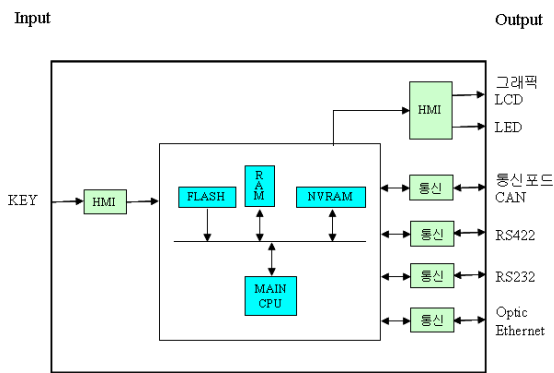 Input
Output
그래픽
LCD
HMI
LED
R
A
M
FLASH
NVRAM
통신
통신포드
CAN
KEY
HMI
통신
RS422
MAIN
CPU
통신
RS232
통신
Optic
Ethernet